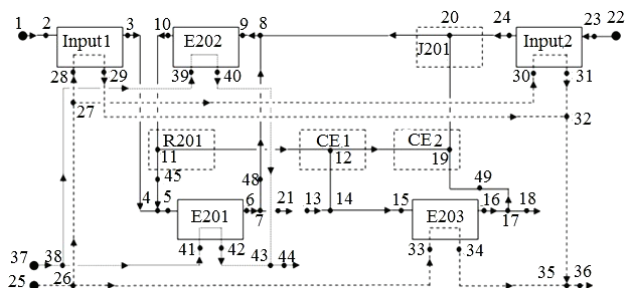 1 2 3 10 9 8 20 24 23 22
Input1 E202 J201 Input2
28 29 39 40 30 31
27 32
R201 CE1 CE2
11 12 19
45 48 49
4 5 6 7 21 13 14 15 16 17 18
E201 E203
41 42 33 34
37 38 43 44
25 26 35 36